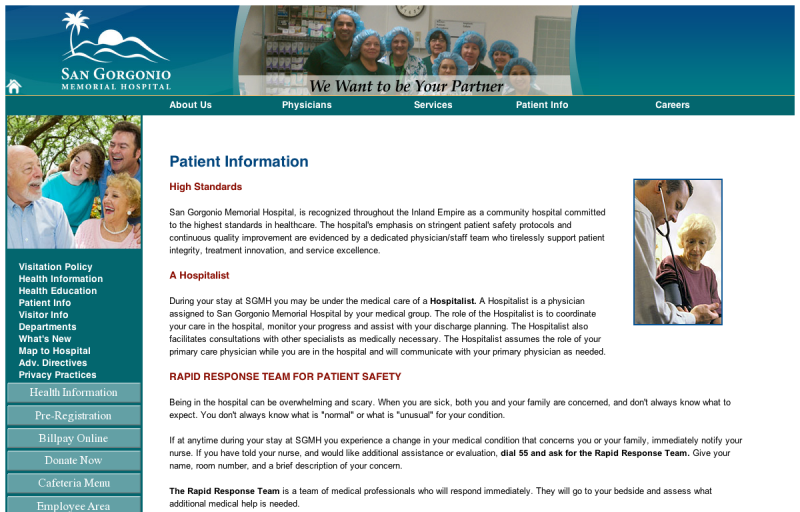 SAN GORGONIO
MEMORIAL HOSPITAL
We Want to be Your Partner
About Us
Physicians
Services
Patient Info
Careers
Visitation Policy
Health Information
Health Education
Patient Info
Visitor Info
Departments
What's New
Map to Hospital
Adv. Directives
Privacy Practices
Health Information
Pre-Registration
Billpay Online
Donate Now
Cafeteria Menu
Employee Area
Patient Information
High Standards
San Gorgonio Memorial Hospital, is recognized throughout the Inland Empire as a community hospital committed
to the highest standards in healthcare. The hospital's emphasis on stringent patient safety protocols and
continuous quality improvement are evidenced by a dedicated physician/staff team who tirelessly support patient
integrity, treatment innovation, and service excellence.
A Hospitalist
During your stay at SGMH you may be under the medical care of a Hospitalist. A Hospitalist is a physician
assigned to San Gorgonio Memorial Hospital by your medical group. The role of the Hospitalist is to coordinate
your care in the hospital, monitor your progress and assist with your discharge planning. The Hospitalist also
facilitates consultations with other specialists as medically necessary. The Hospitalist assumes the role of your
primary care physician while you are in the hospital and will communicate with your primary physician as needed.
RAPID RESPONSE TEAM FOR PATIENT SAFETY
Being in the hospital can be overwhelming and scary. When you are sick, both you and your family are concerned, and don't always know what to
expect. You don't always know what is "normal" or what is "unusual" for your condition.
If at anytime during your stay at SGMH you experience a change in your medical condition that concerns you or your family, immediately notify your
nurse. If you have told your nurse, and would like additional assistance or evaluation, dial 55 and ask for the Rapid Response Team. Give your
name, room number, and a brief description of your concern.
The Rapid Response Team is a team of medical professionals who will respond immediately. They will go to your bedside and assess what
additional medical help is needed.